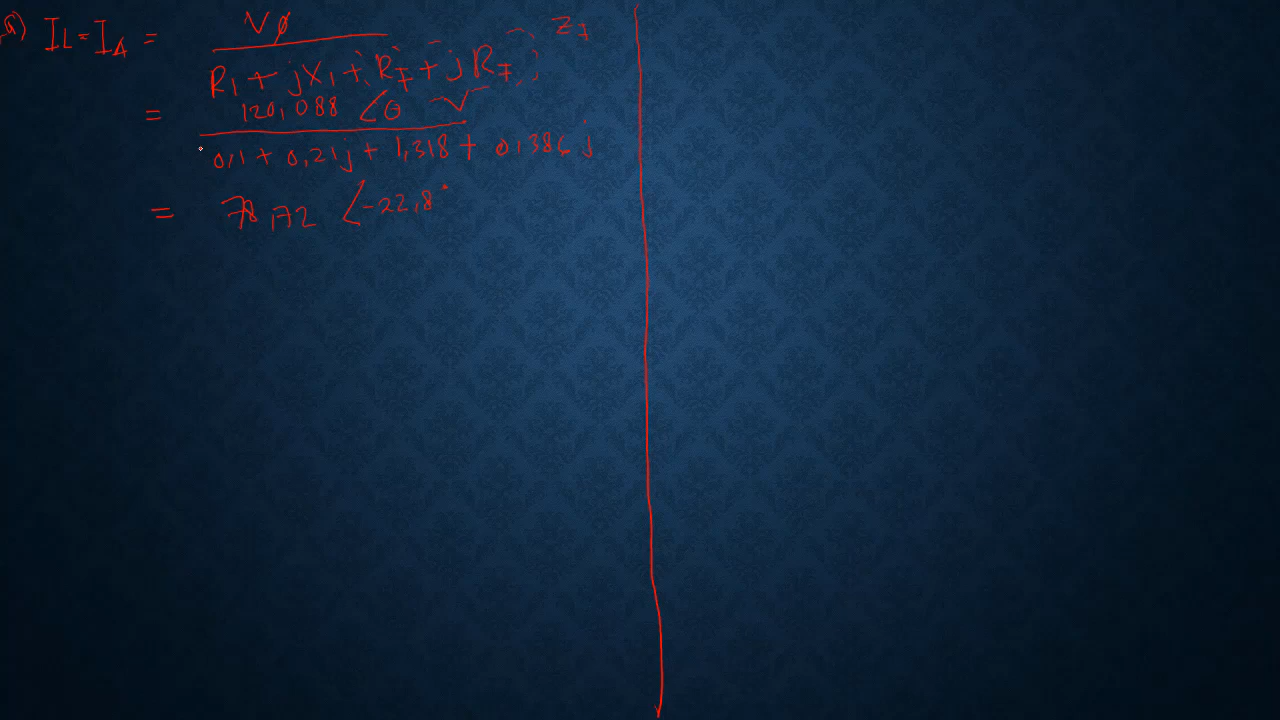 a) IL = IA = Vφ
R1 + jX1 + RF + jRF ZF
= 120,088 <0 V
0,1 + 0,21j + 1,318 + 0,386 j
= 78,172 <-22,8°